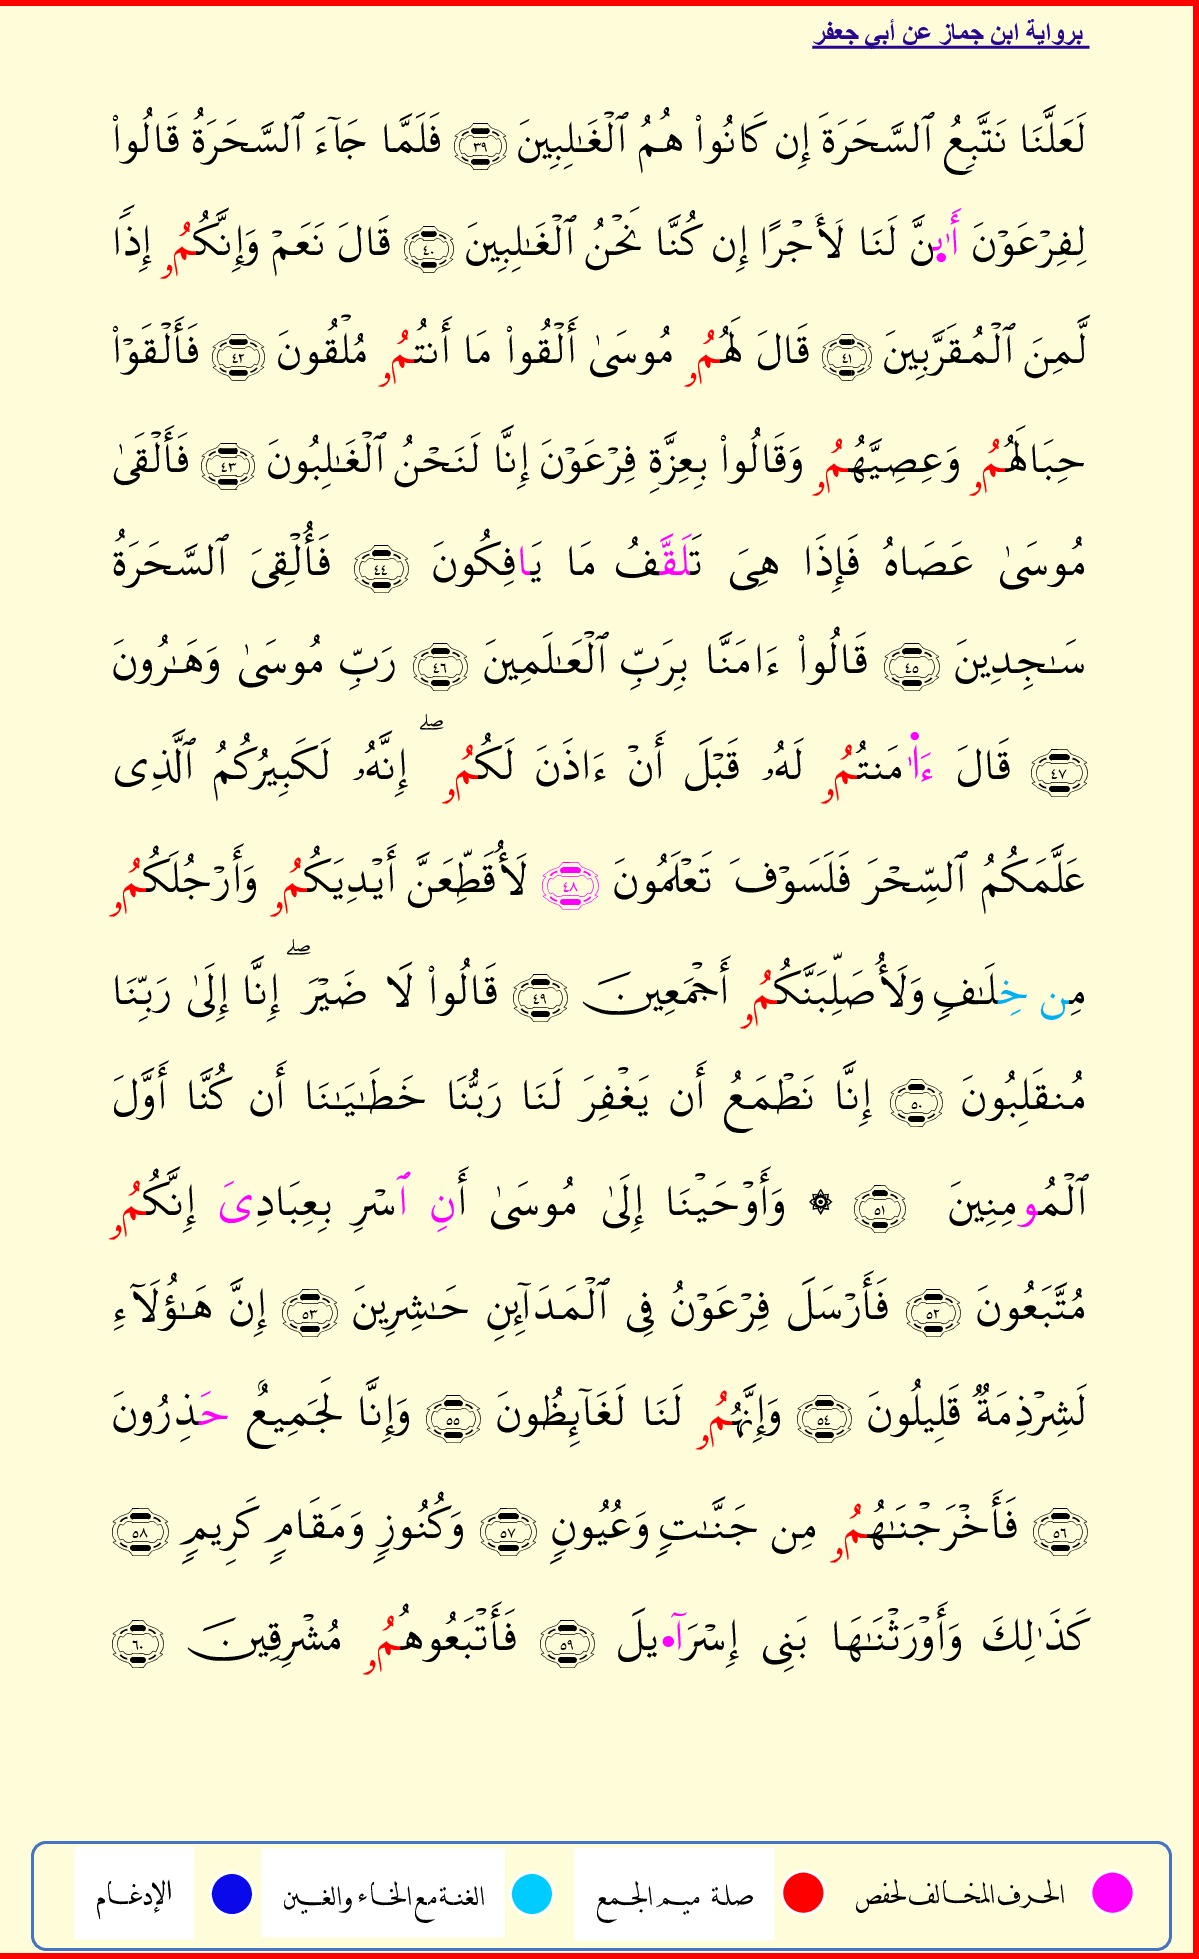 برواية ابن جماز عن أبي جعفر
لَعَلَّنَا نَتَّبِعُ ٱلسَّحَرَةَ إِن كَانُوا۟ هُمُ ٱلْغَـٰلِبِينَ ٣٩ فَلَمَّا جَآءَ ٱلسَّحَرَةُ قَالُوا۟
لِفِرْعَوْنَ أَا۟ىِٕنَّ لَنَا لَأَجْرًا إِن كُنَّا نَحْنُ ٱلْغَـٰلِبِينَ ٤٠ قَالَ نَعَمْ وَإِنَّكُمُۥ إِذًا
لَّمِنَ ٱلْمُقَرَّبِينَ ٤١ قَالَ لَهُمُۥ مُوسَىٰ أَلْقُوا۟ مَا أَنتُمُۥ مُلْقُونَ ٤٢ فَأَلْقَوْا۟
حِبَالَهُمُۥ وَعِصِيَّهُمُۥ وَقَالُوا۟ بِعِزَّةِ فِرْعَوْنَ إِنَّا لَنَحْنُ ٱلْغَـٰلِبُونَ ٤٣ فَأَلْقَىٰ
مُوسَىٰ عَصَاهُ فَإِذَا هِىَ تَلَقَّفُ مَا يَافِكُونَ ٤٤ فَأُلْقِىَ ٱلسَّحَرَةُ
سَـٰجِدِينَ ٤٥ قَالُوا۟ ءَامَنَّا بِرَبِّ ٱلْعَـٰلَمِينَ ٤٦ رَبِّ مُوسَىٰ وَهَـٰرُونَ
٤٧ قَالَ ءَا۬مَنتُمُۥ لَهُۥ قَبْلَ أَنْ ءَاذَنَ لَكُمُۥ ۖ إِنَّهُۥ لَكَبِيرُكُمُ ٱلَّذِى
عَلَّمَكُمُ ٱلسِّحْرَ فَلَسَوْفَ تَعْلَمُونَ ٤٨ لَأُقَطِّعَنَّ أَيْدِيَكُمُۥ وَأَرْجُلَكُمُۥ
مِن خِلَـٰفٍ وَلَأُصَلِّبَنَّكُمُۥ أَجْمَعِينَ ٤٩ قَالُوا۟ لَا ضَيْرَ ۖ إِنَّا إِلَىٰ رَبِّنَا
مُنقَلِبُونَ ٥٠ إِنَّا نَطْمَعُ أَن يَغْفِرَ لَنَا رَبُّنَا خَطَـٰيَـٰنَا أَن كُنَّا أَوَّلَ
ٱلْمُومِنِينَ ٥١ ۞ وَأَوْحَيْنَا إِلَىٰ مُوسَىٰ أَنِ ٱسْرِ بِعِبَادِىَ إِنَّكُمُۥ
مُتَّبَعُونَ ٥٢ فَأَرْسَلَ فِرْعَوْنُ فِى ٱلْمَدَآئِنِ حَـٰشِرِينَ ٥٣ إِنَّ هَـٰؤُلَآءِ
لَشِرْذِمَةٌ قَلِيلُونَ ٥٤ وَإِنَّهُمُۥ لَنَا لَغَآئِظُونَ ٥٥ وَإِنَّا لَجَمِيعٌ حَذِرُونَ
٥٦ فَأَخْرَجْنَـٰهُمُۥ مِن جَنَّـٰتٍ وَعُيُونٍ ٥٧ وَكُنُوزٍ وَمَقَامٍ كَرِيمٍ ٥٨
كَذَٰلِكَ وَأَوْرَثْنَـٰهَا بَنِى إِسْرَآ•يلَ ٥٩ فَأَتْبَعُوهُمُۥ مُشْرِقِينَ ٦٠
الحرف المخالف لحفص صلة ميم الجمع الغنة مع الخاء والغين الإدغام